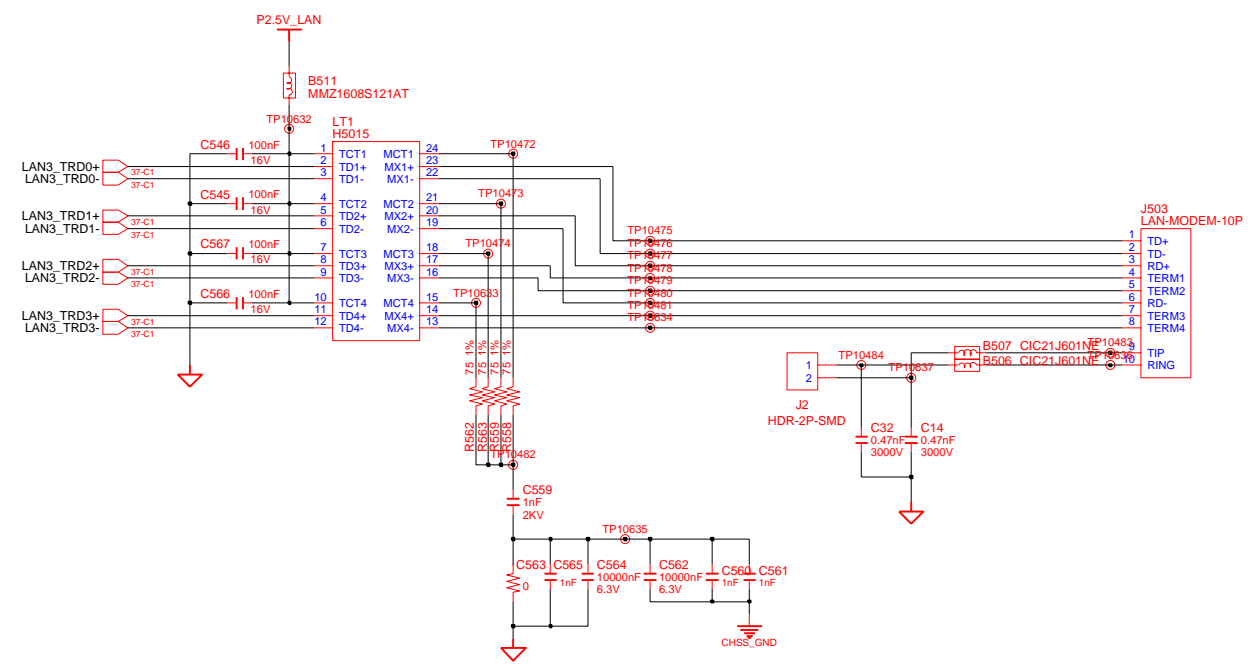 P2.5V_LAN
B511
MMZ1608S121AT
TP10632
LT1
H5015
C546 100nF
16V
LAN3_TRD0+ 37-C1
LAN3_TRD0- 37-C1
C545 100nF
16V
LAN3_TRD1+ 37-C1
LAN3_TRD1- 37-C1
C567 100nF
16V
LAN3_TRD2+ 37-C1
LAN3_TRD2- 37-C1
C566 100nF
16V
LAN3_TRD3+ 37-C1
LAN3_TRD3- 37-C1
1 TCT1 MCT1 24
2 TD1+ MX1+ 23
3 TD1- MX1- 22
4 TCT2 MCT2 21
5 TD2+ MX2+ 20
6 TD2- MX2- 19
7 TCT3 MCT3 18
8 TD3+ MX3+ 17
9 TD3- MX3- 16
10 TCT4 MCT4 15
11 TD4+ MX4+ 14
12 TD4- MX4- 13
TP10472
TP10473
TP10474
TP10633
TP10475
TP10476
TP10477
TP10478
TP10479
TP10480
TP10481
TP10634
J503
LAN-MODEM-10P
1 TD+
2 TD-
3 RD+
4 TERM1
5 TERM2
6 RD-
7 TERM3
8 TERM4
9 TIP
10 RING
B507 CIC21J601NE
TP10483
B506 CIC21J601NE
TP10636
TP10484
TP10637
1
2
J2
HDR-2P-SMD
C32
0.47nF
3000V
C14
0.47nF
3000V
75 1%
75 1%
75 1%
75 1%
R562
R563
R559
R558
TP10482
C559
1nF
2KV
TP10635
C563
0
C565
1nF
C564
10000nF
6.3V
C562
10000nF
6.3V
C560
1nF
C561
1nF
CHSS_GND